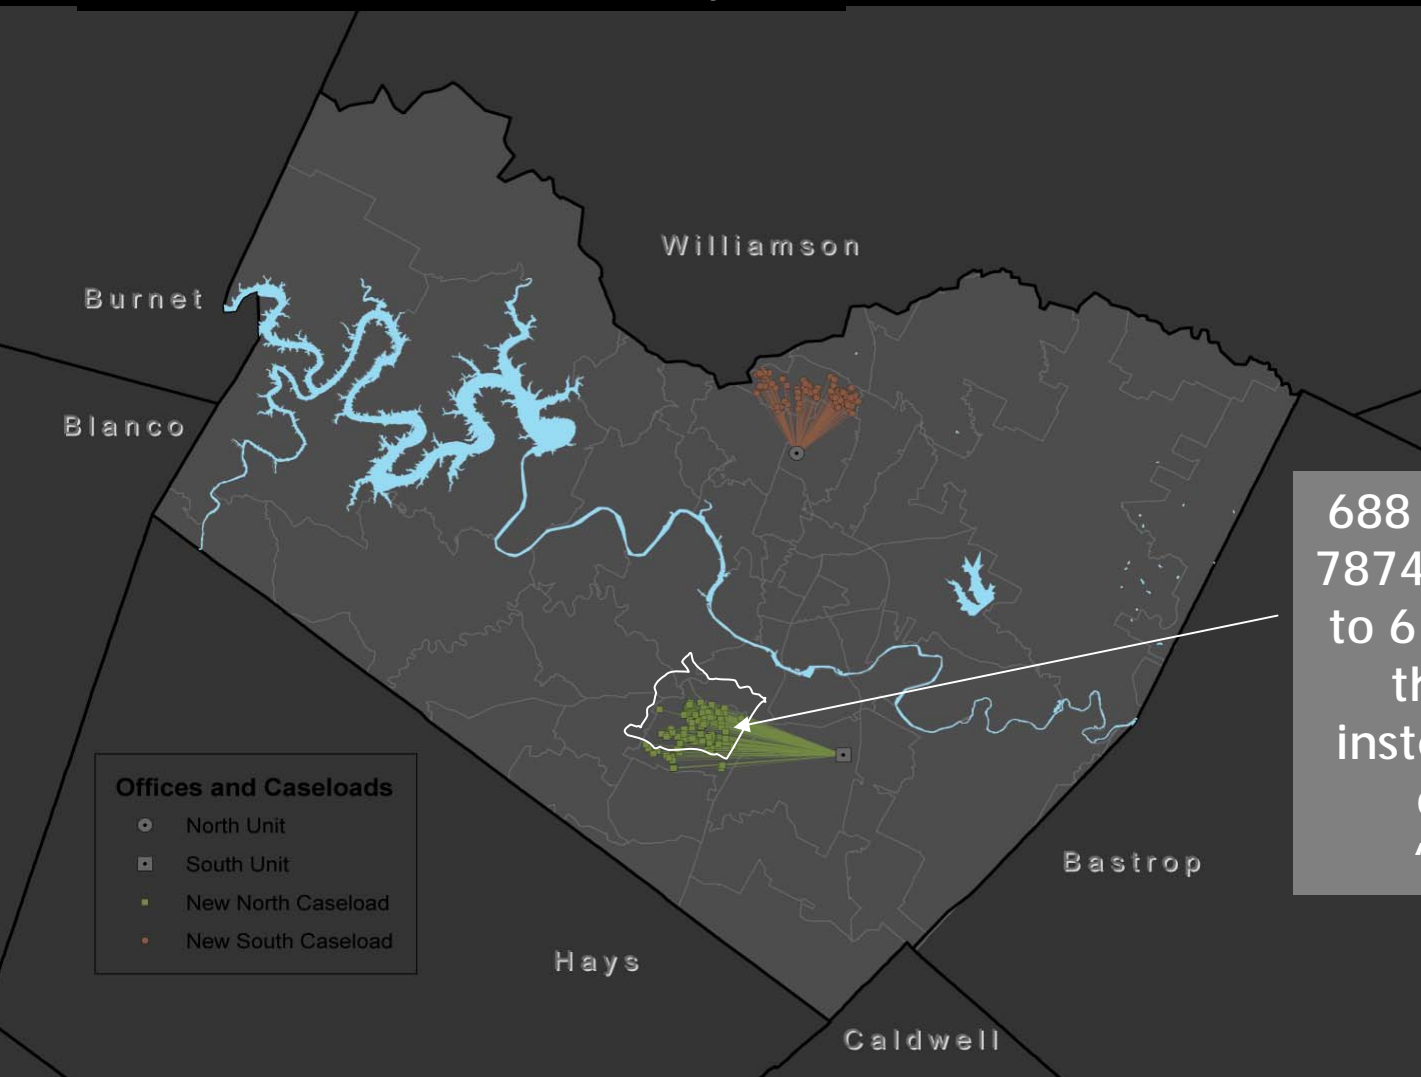 Williamson
Burnet
Blanco
688
7874
to 6
th
inste
Offices and Caseloads
North Unit
South Unit
New North Caseload
New South Caseload
Bastrop
Hays
Caldwell